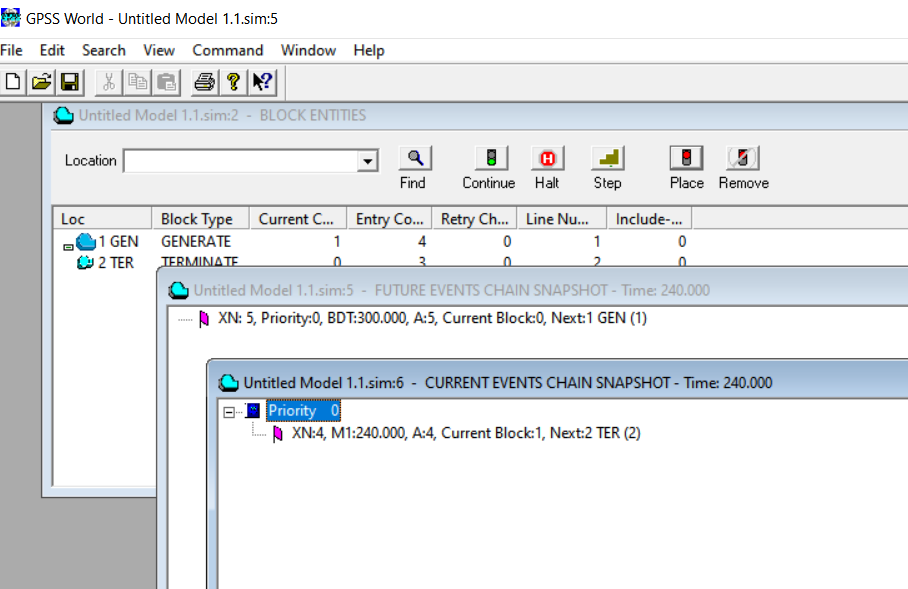 GPSS World - Untitled Model 1.1.sim:5
File Edit Search View Command Window Help
Untitled Model 1.1.sim:2 - BLOCK ENTITIES
Location Find Continue Halt Step Place Remove
Loc Block Type Current C... Entry Co... Retry Ch... Line Nu... Include-...
1 GEN GENERATE 1 4 0 1 0
2 TER TERMINATE 0 3 0 2 0
Untitled Model 1.1.sim:5 - FUTURE EVENTS CHAIN SNAPSHOT - Time: 240.000
XN: 5, Priority:0, BDT:300.000, A:5, Current Block:0, Next:1 GEN (1)
Untitled Model 1.1.sim:6 - CURRENT EVENTS CHAIN SNAPSHOT - Time: 240.000
Priority 0
XN:4, M1:240.000, A:4, Current Block:1, Next:2 TER (2)